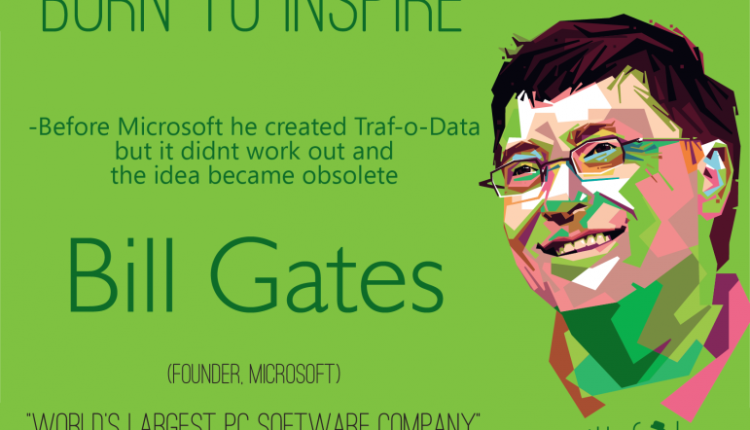 BORN TO INSPIRE
-Before Microsoft he created Traf-o-Data
but it didnt work out and
the idea became obsolete
Bill Gates
(FOUNDER, MICROSOFT)
"WORLD'S LARGEST PC SOFTWARE COMPANY"